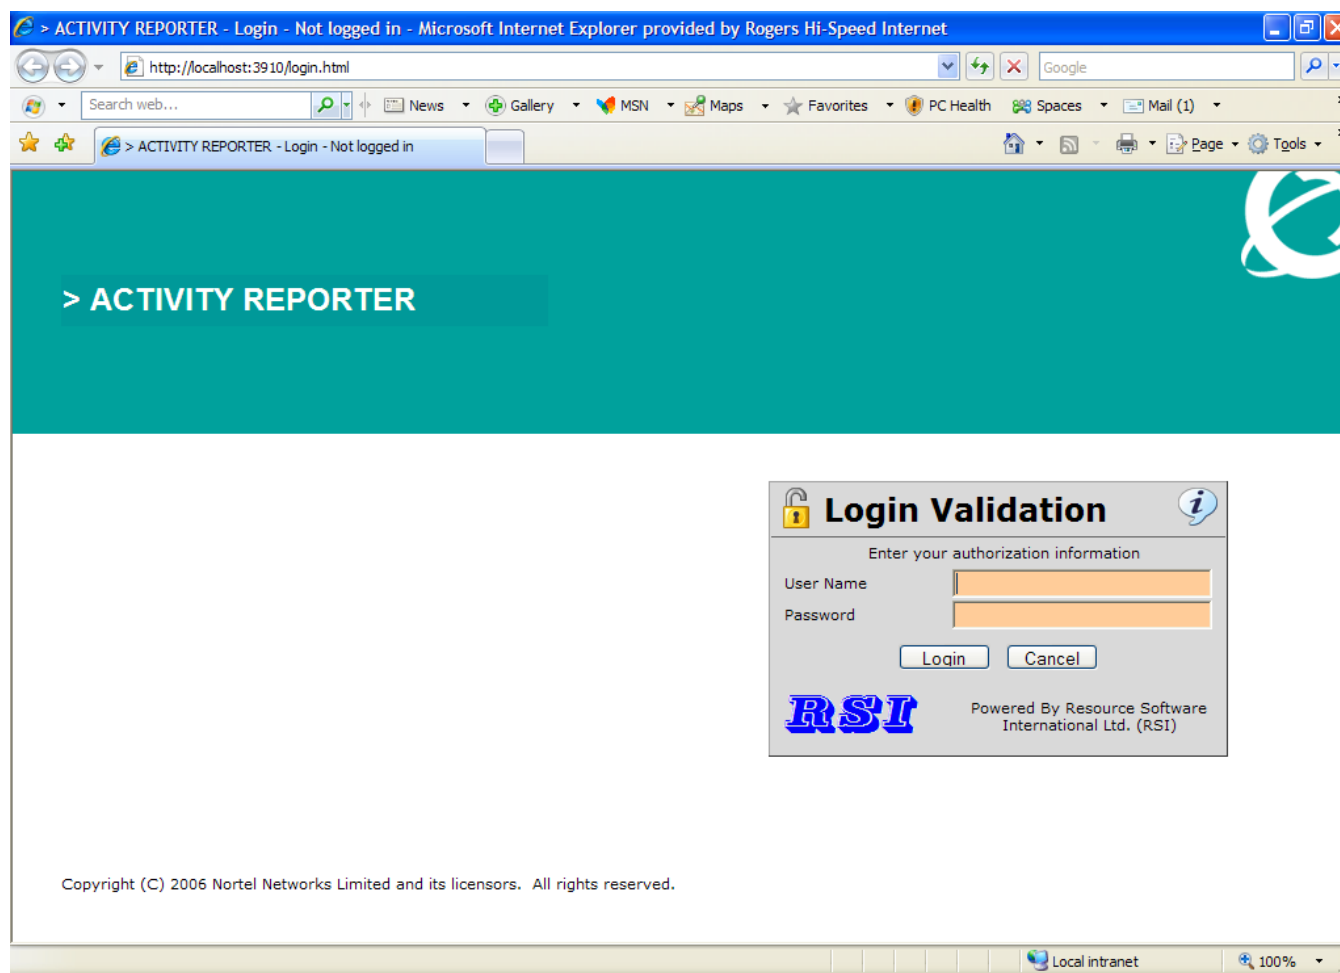 > ACTIVITY REPORTER - Login - Not logged in - Microsoft Internet Explorer provided by Rogers Hi-Speed Internet
http://localhost:3910/login.html
Google
Search web...
News
Gallery
MSN
Maps
Favorites
PC Health
Spaces
Mail (1)
> ACTIVITY REPORTER - Login - Not logged in
Page
Tools
> ACTIVITY REPORTER
Login Validation
Enter your authorization information
User Name
Password
Login
Cancel
RSI
Powered By Resource Software
International Ltd. (RSI)
Copyright (C) 2006 Nortel Networks Limited and its licensors. All rights reserved.
Local intranet
100%